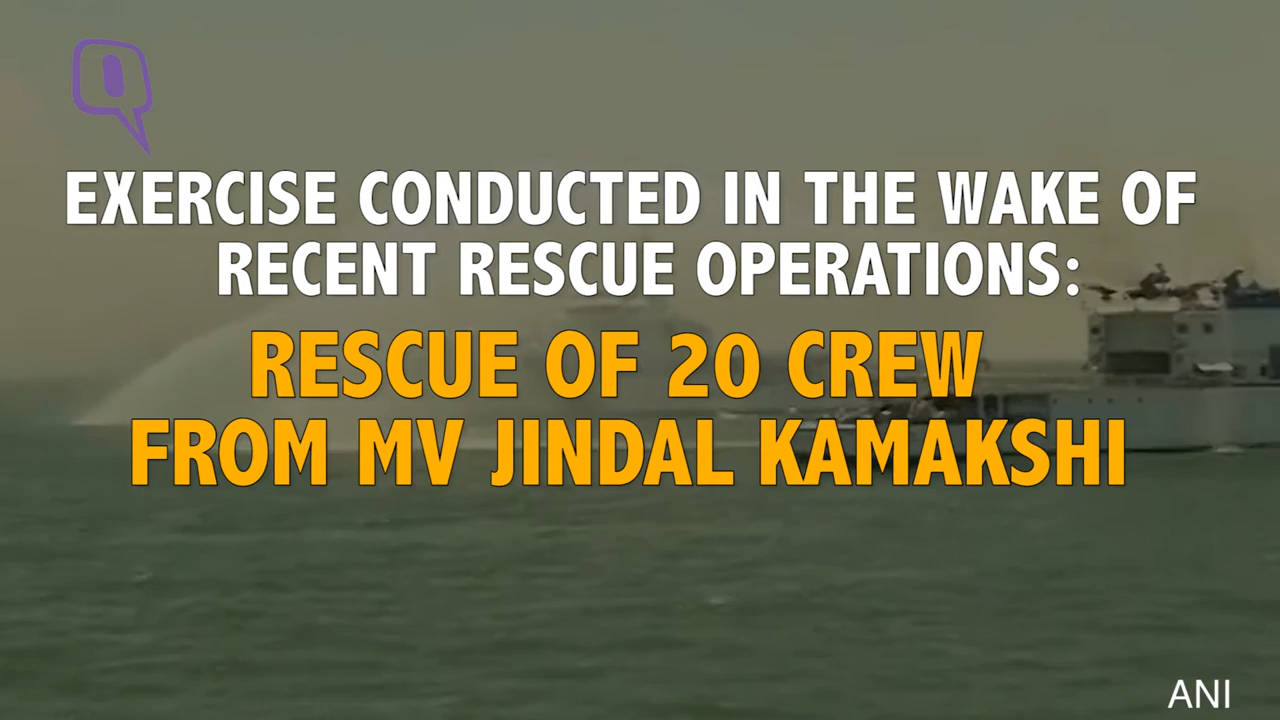 EXERCISE CONDUCTED IN THE WAKE OF
RECENT RESCUE OPERATIONS:
RESCUE OF 20 CREW
FROM MV JINDAL KAMAKSHI
ANI